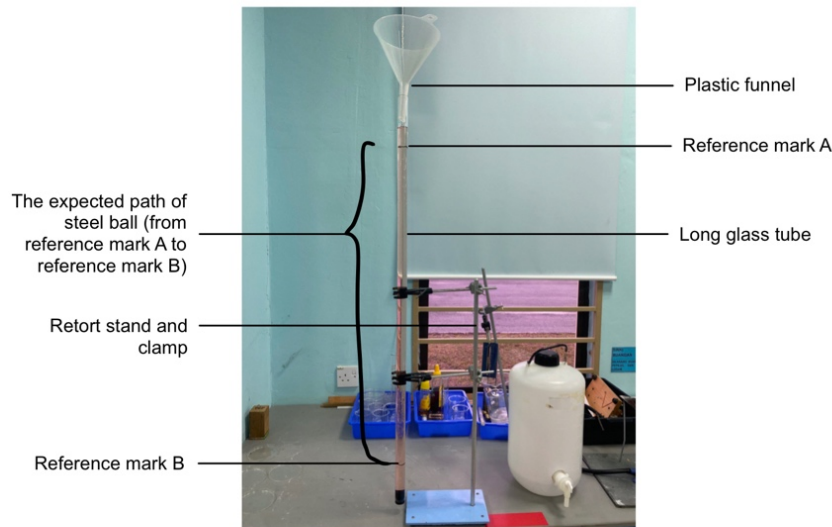 Plastic funnel
Reference mark A
The expected path of
steel ball (from
reference mark A to
reference mark B)
Long glass tube
Retort stand and
clamp
Reference mark B